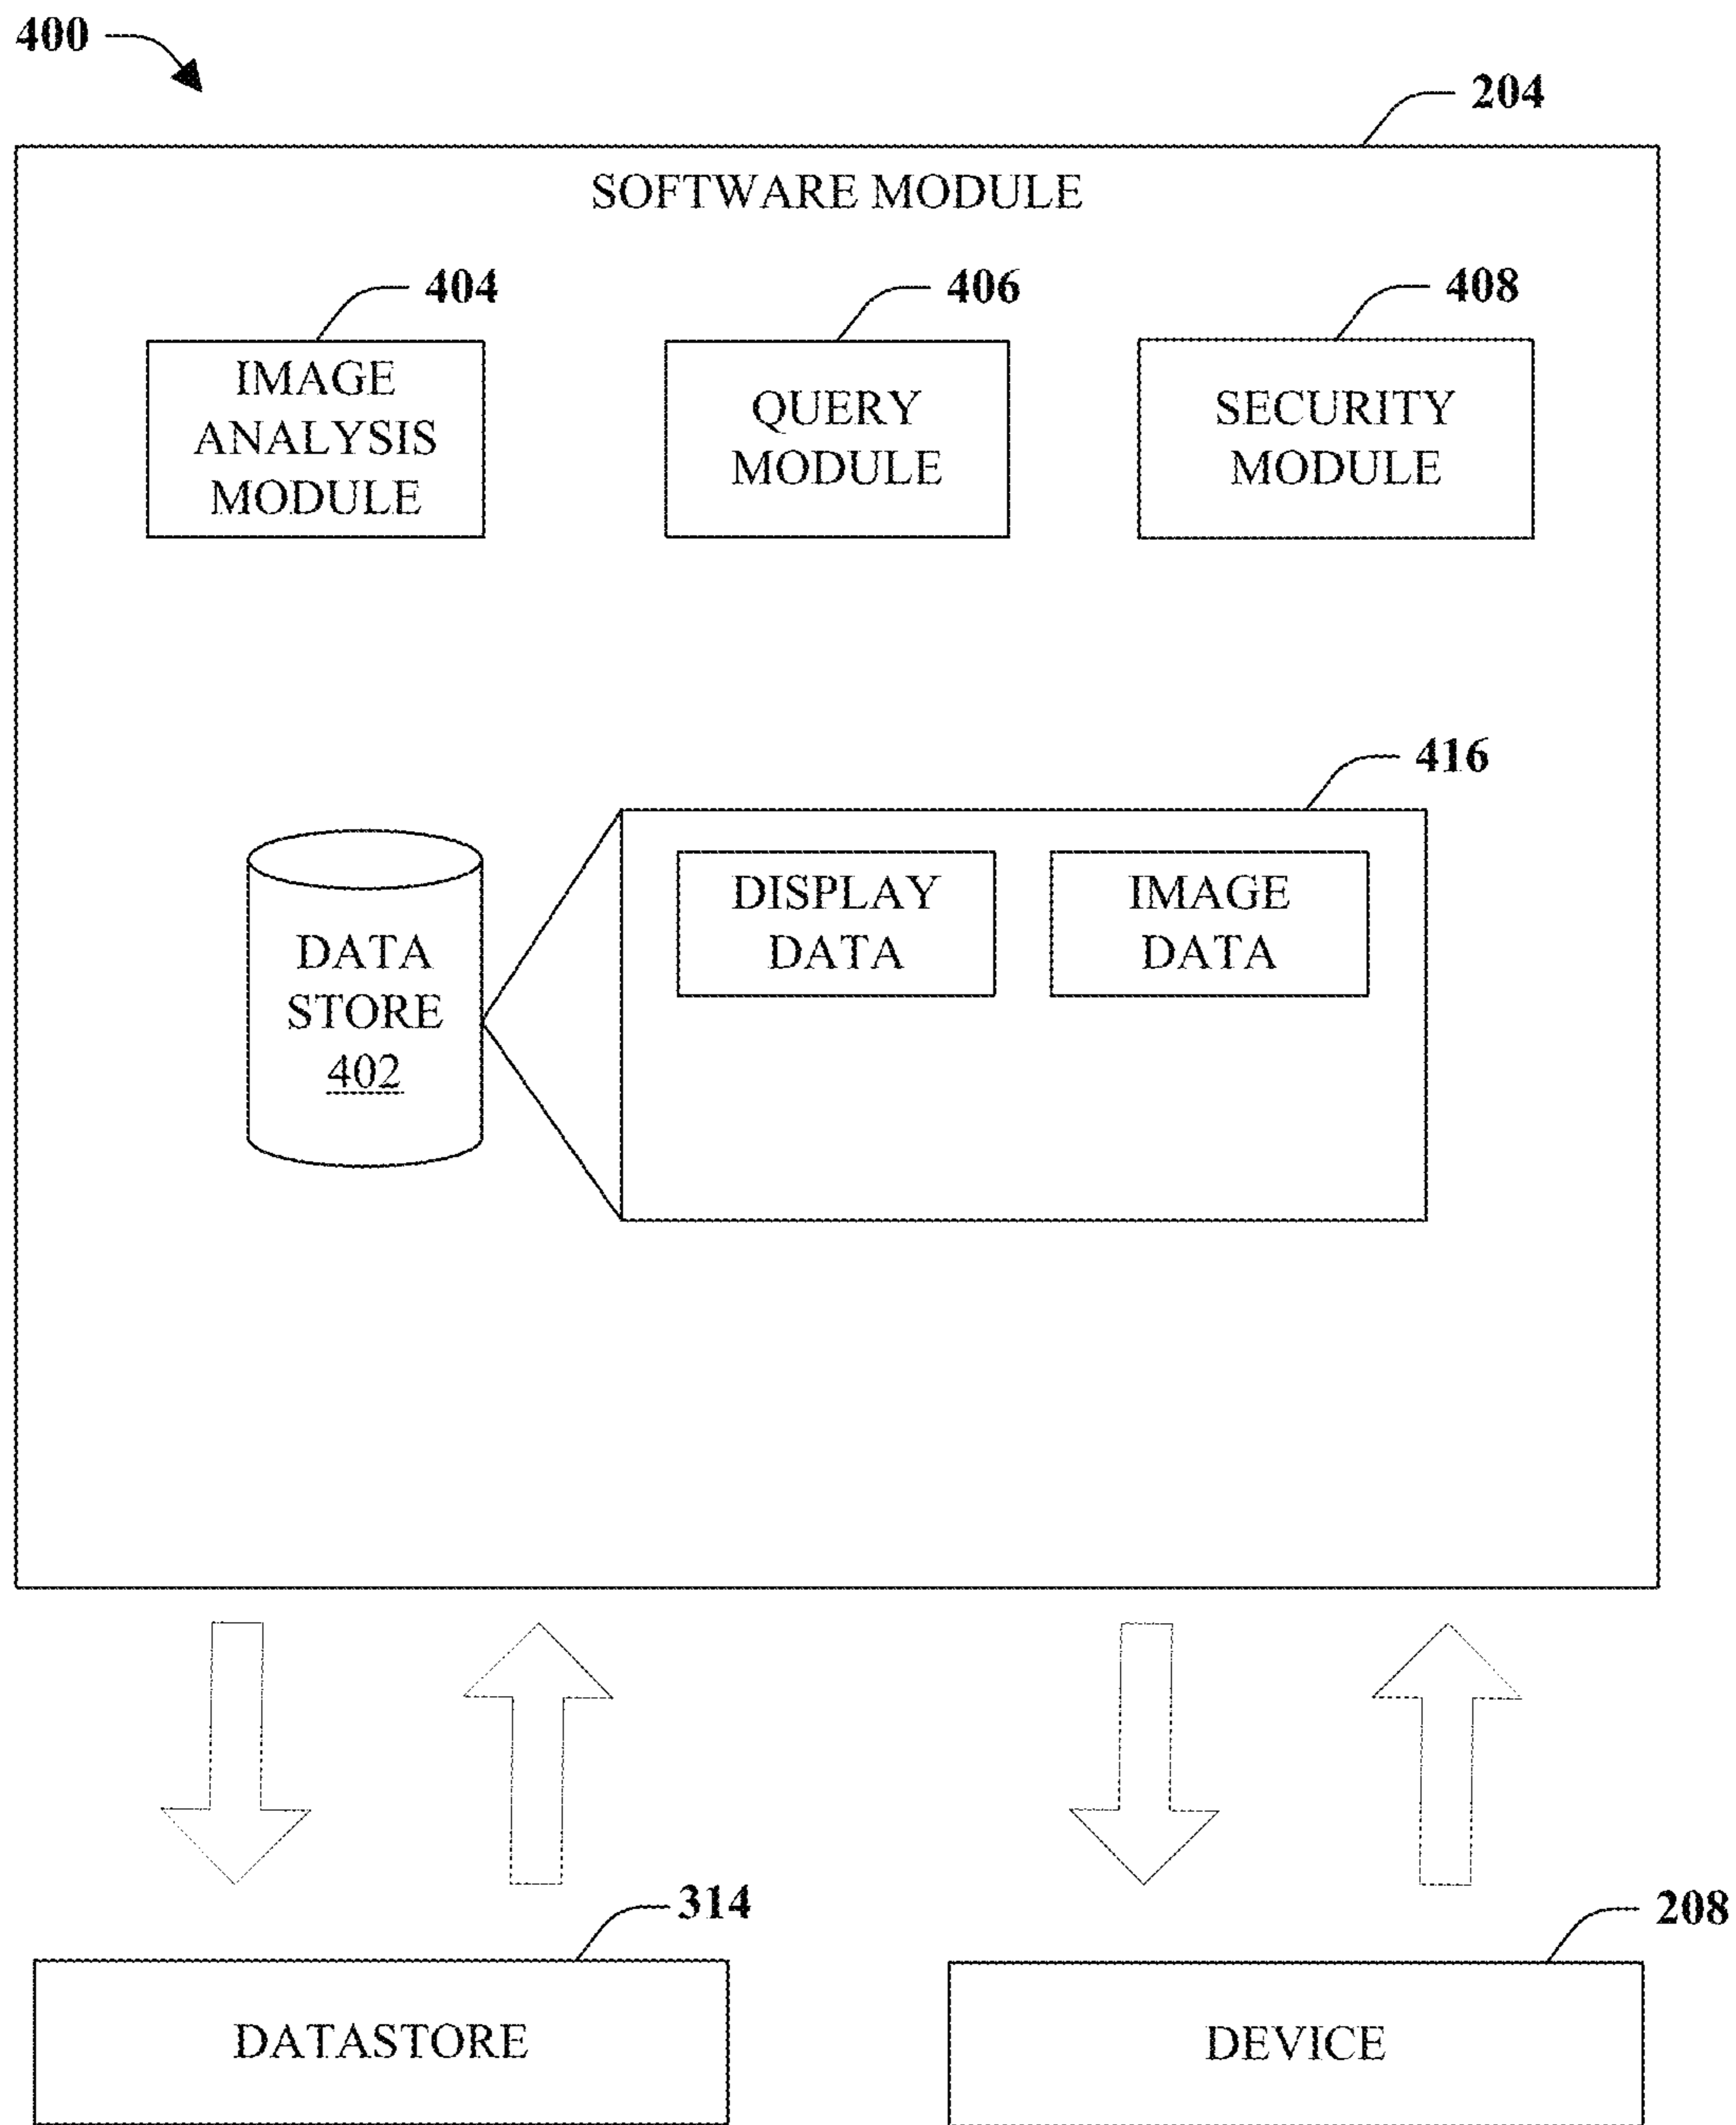 400
204
SOFTWARE MODULE
404
406
408
IMAGE
ANALYSIS
MODULE
QUERY
MODULE
SECURITY
MODULE
416
DATA
STORE
402
DISPLAY
DATA
IMAGE
DATA
314
208
DATASTORE
DEVICE